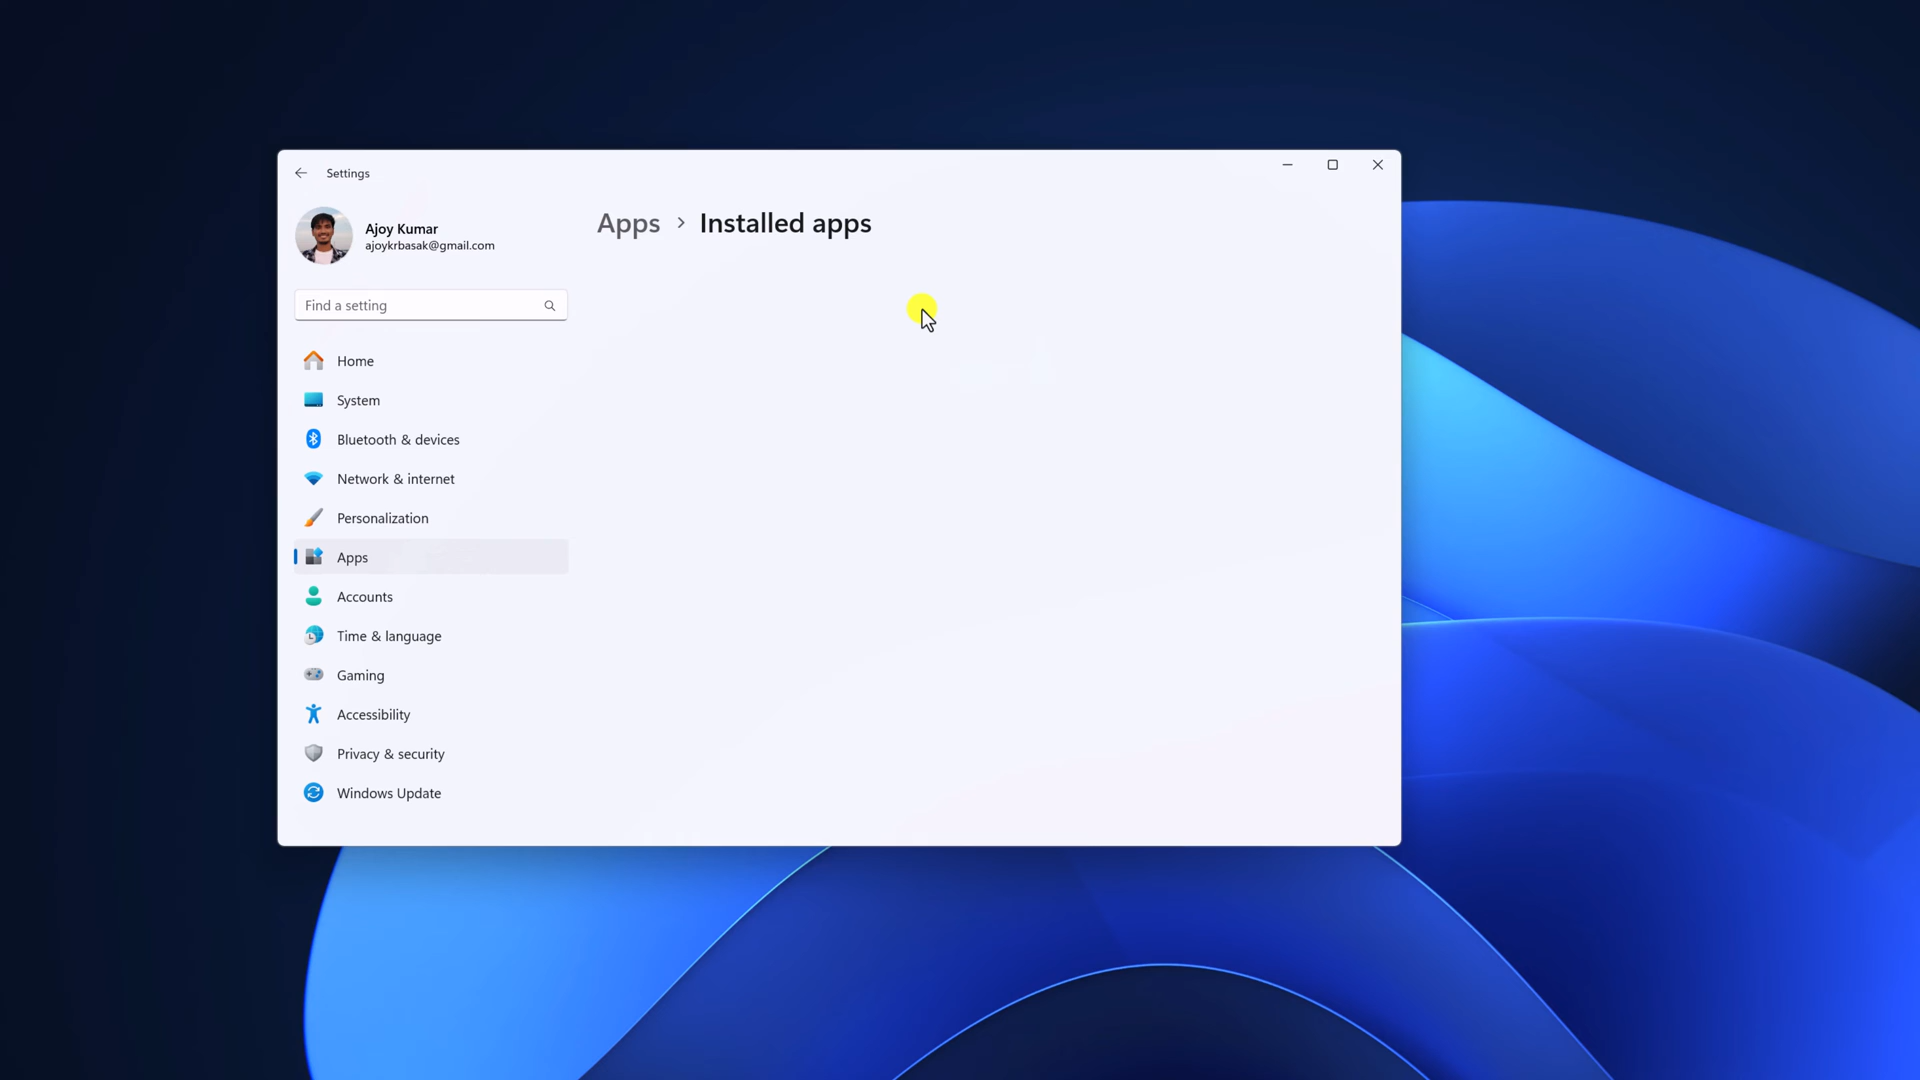 Settings
Ajoy Kumar
ajoykrbasak@gmail.com
Find a setting
Home
System
Bluetooth & devices
Network & internet
Personalization
Apps
Accounts
Time & language
Gaming
Accessibility
Privacy & security
Windows Update
Apps > Installed apps